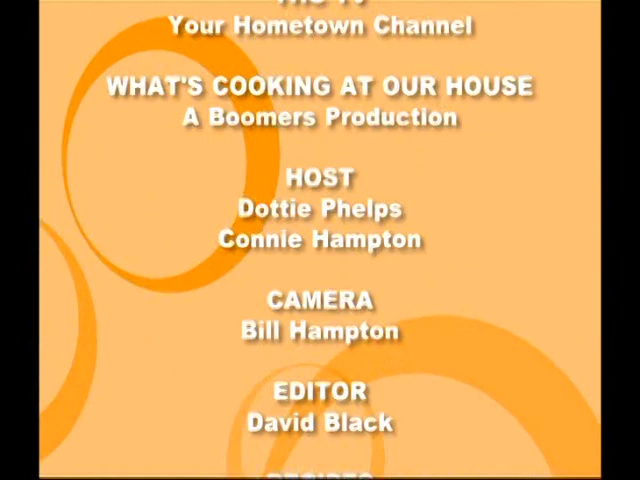 Your Hometown Channel
WHAT'S COOKING AT OUR HOUSE
A Boomers Production
HOST
Dottie Phelps
Connie Hampton
CAMERA
Bill Hampton
EDITOR
David Black